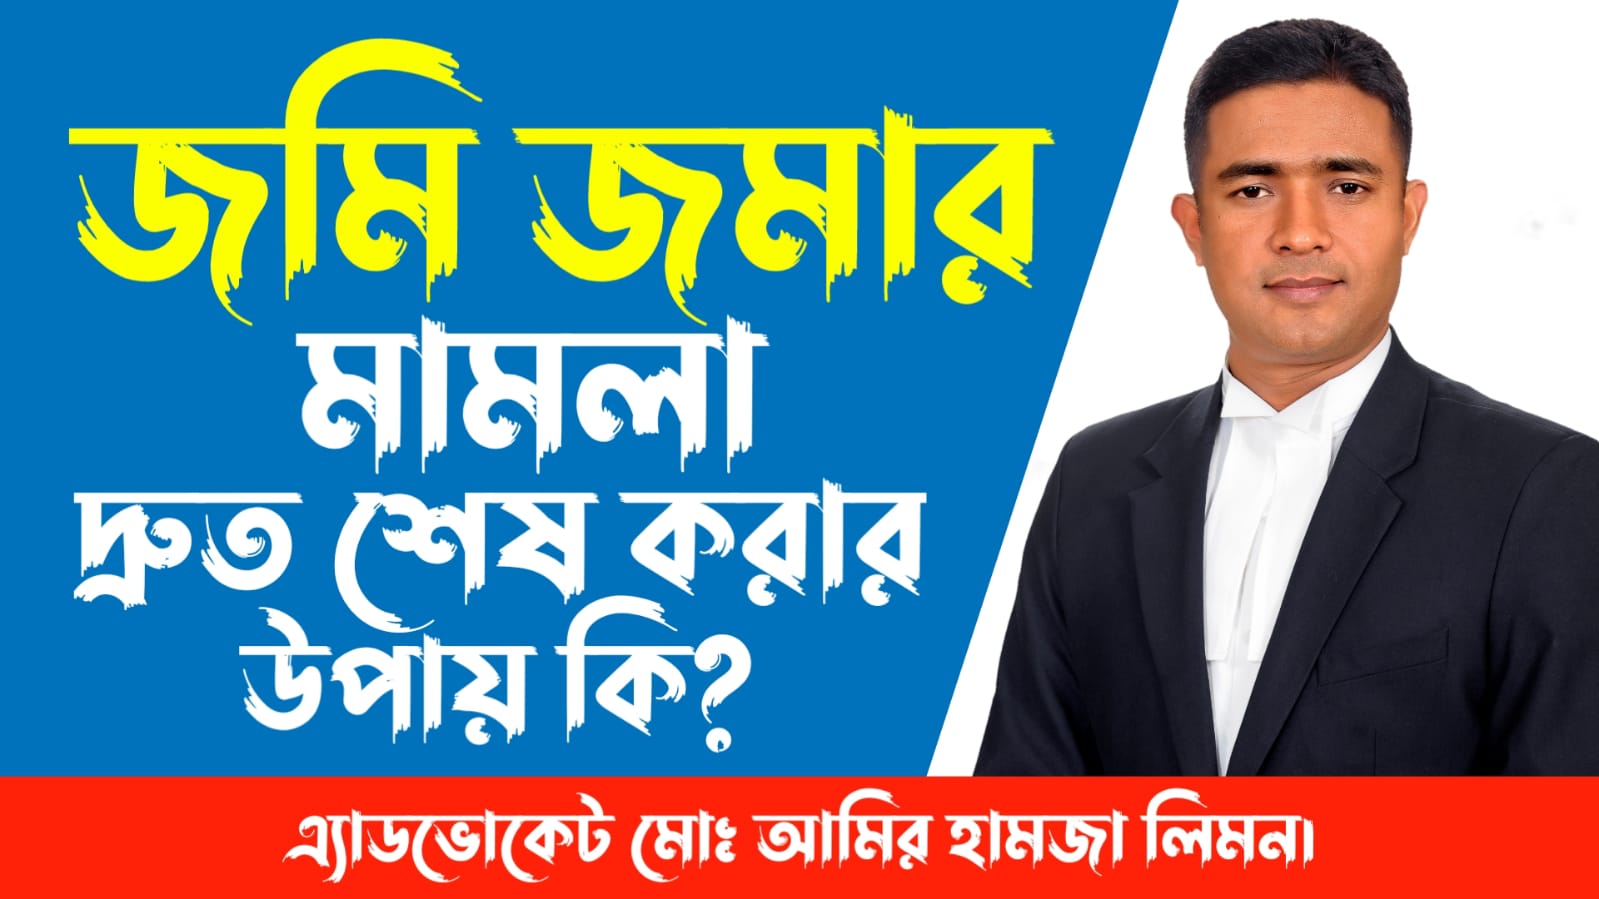 জমি জমার
মামলা
দ্রুত শেষ করার
উপায় কি?
এ্যাডভোকেট মোঃ আমির হামজা লিমন।